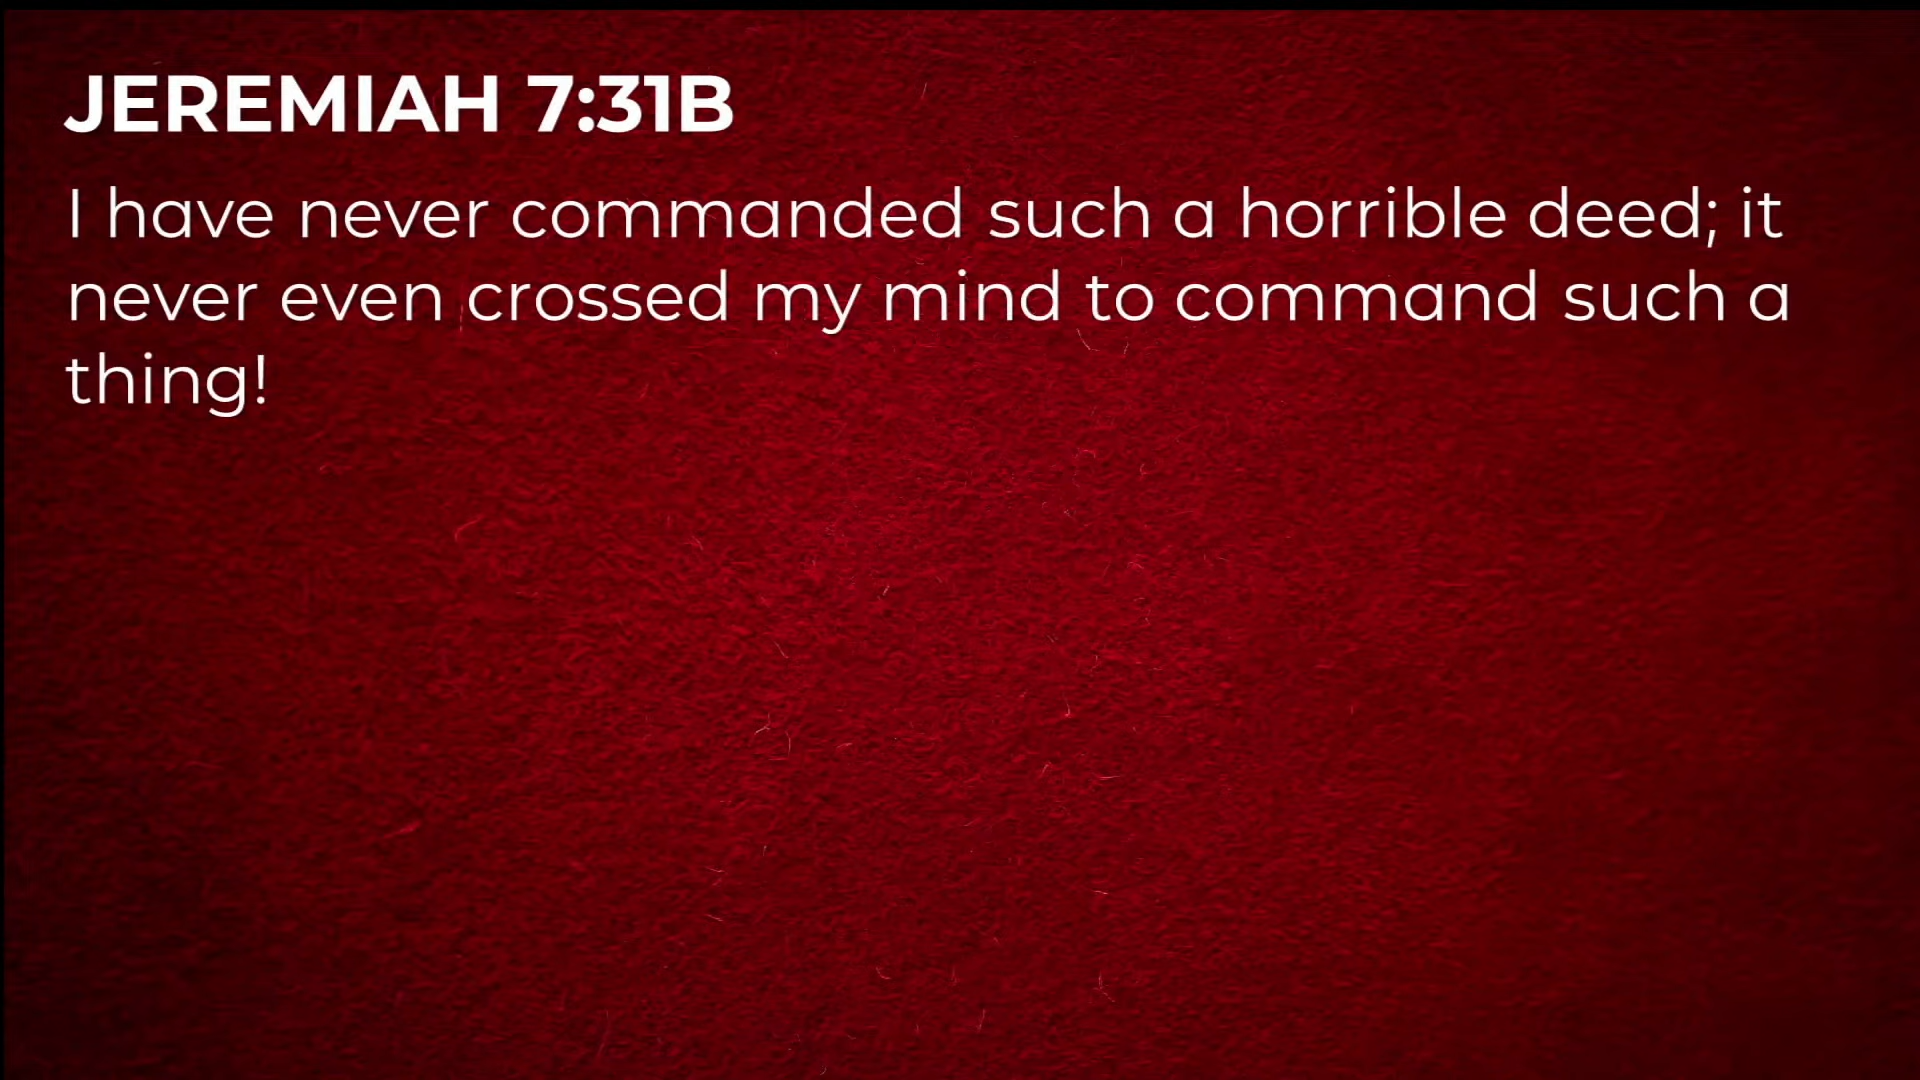 JEREMIAH 7:31B
I have never commanded such a horrible deed; it
never even crossed my mind to command such a
thing!